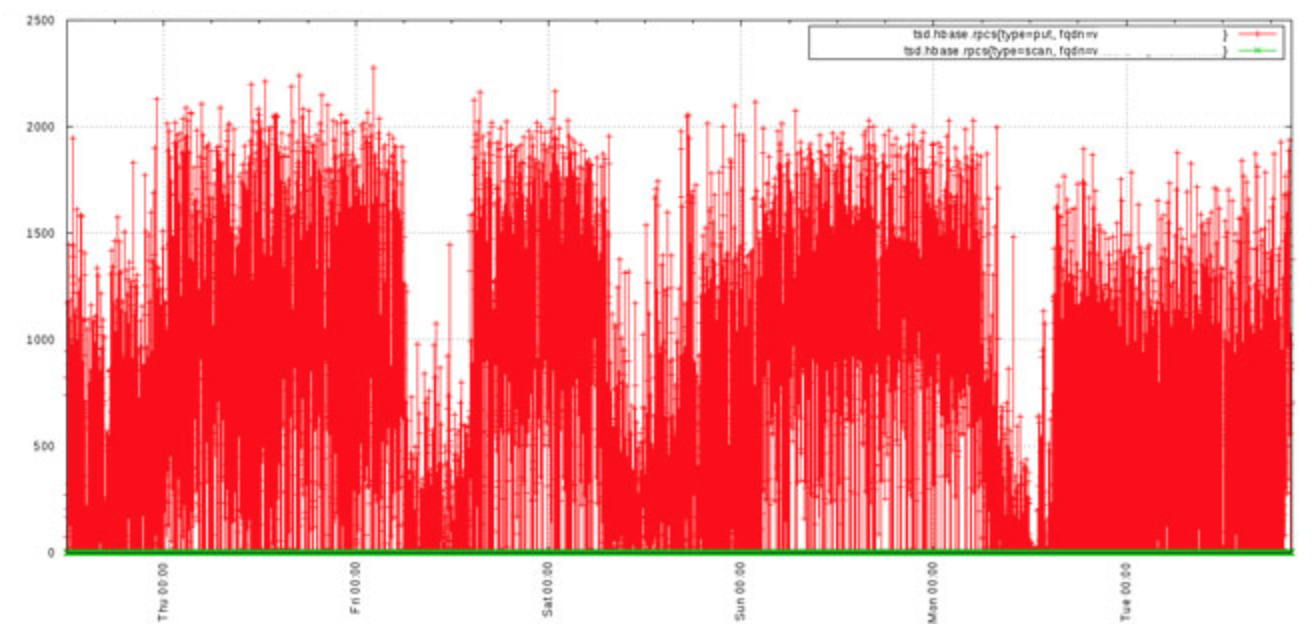 2500
tsd.hbase.rpcs{type=put, fqdn=v }
tsd.hbase.rpcs{type=scan, fqdn=v }
2000
1500
1000
500
0
Thu 00:00
Fri 00:00
Sat 00:00
Sun 00:00
Mon 00:00
Tue 00:00